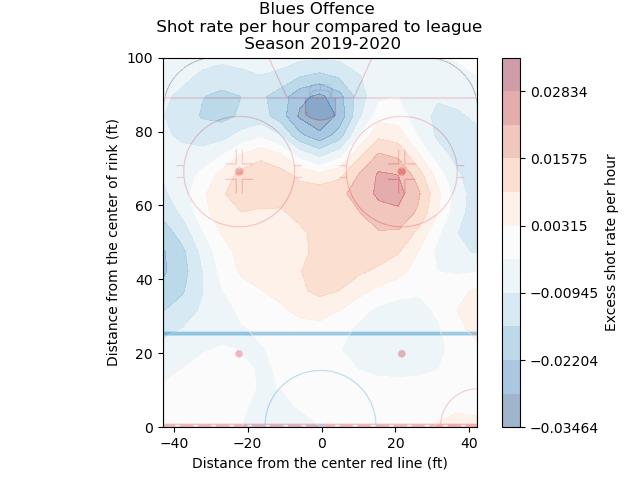 Blues Offence
Shot rate per hour compared to league
Season 2019-2020
100
80
60
40
20
0
Distance from the center of rink (ft)
−40
−20
0
20
40
Distance from the center red line (ft)
0.02834
0.01575
0.00315
−0.00945
−0.02204
−0.03464
Excess shot rate per hour